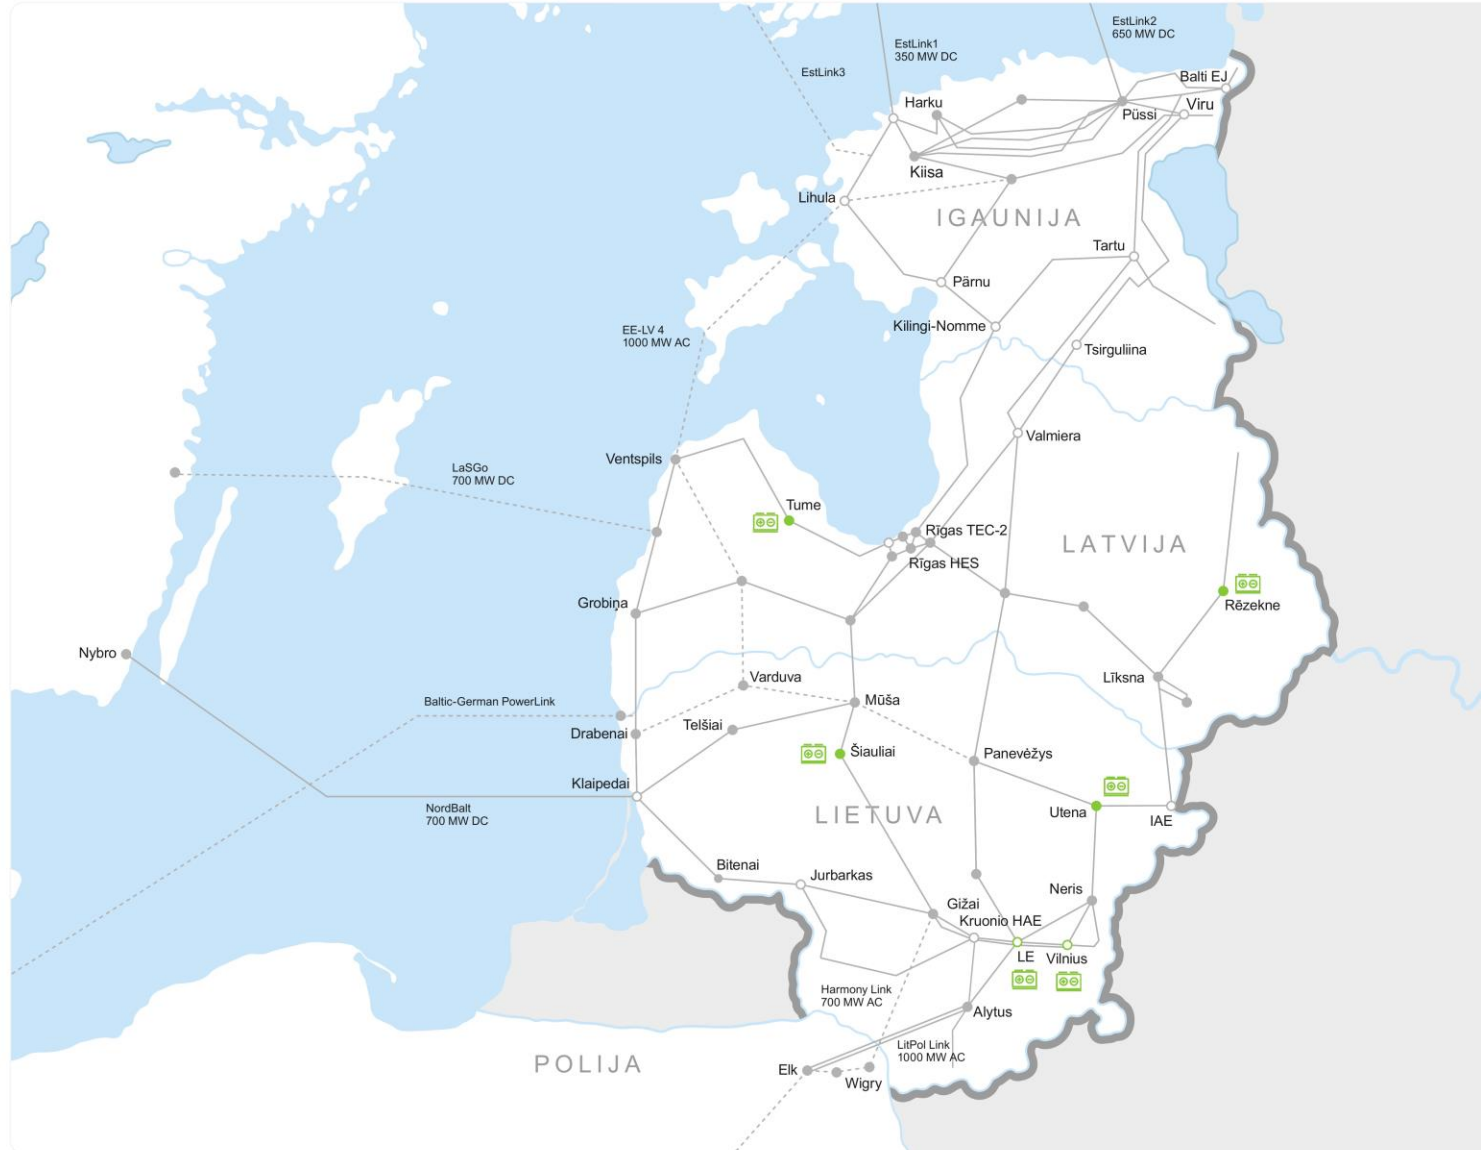 EstLink2
650 MW DC
EstLink1
350 MW DC
EstLink3
Balti EJ
Harku
Viru
Püssi
Kiisa
Lihula
IGAUNIJA
Tartu
Pärnu
EE-LV 4
1000 MW AC
Kilingi-Nomme
Tsirguliina
Valmiera
Ventspils
LaSGo
700 MW DC
Tume
Rīgas TEC-2
LATVIJA
Rīgas HES
Grobiņa
Rēzekne
Nybro
Varduva
Līksna
Baltic-German PowerLink
Mūša
Telšiai
Drabenai
Šiauliai
Panevėžys
Klaipedai
NordBalt
700 MW DC
LIETUVA
Utena
IAE
Bitenai
Jurbarkas
Neris
Gižai
Kruonio HAE
LE
Vilnius
Harmony Link
700 MW AC
Alytus
LitPol Link
1000 MW AC
POLIJA
Elk
Wigry